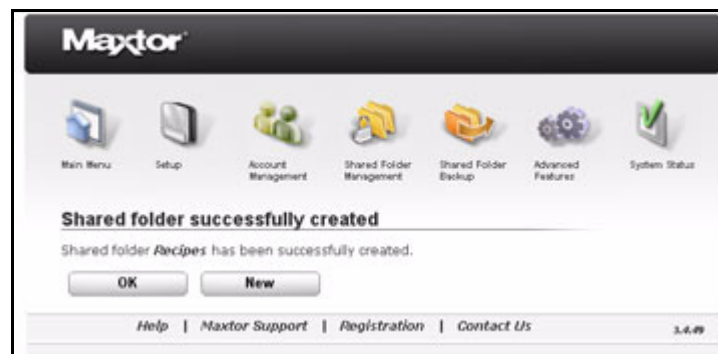 Maxtor
Main Menu
Setup
Account Management
Shared Folder Management
Shared Folder Backup
Advanced Features
System Status
Shared folder successfully created
Shared folder Recipes has been successfully created.
OK New
Help | Maxtor Support | Registration | Contact Us